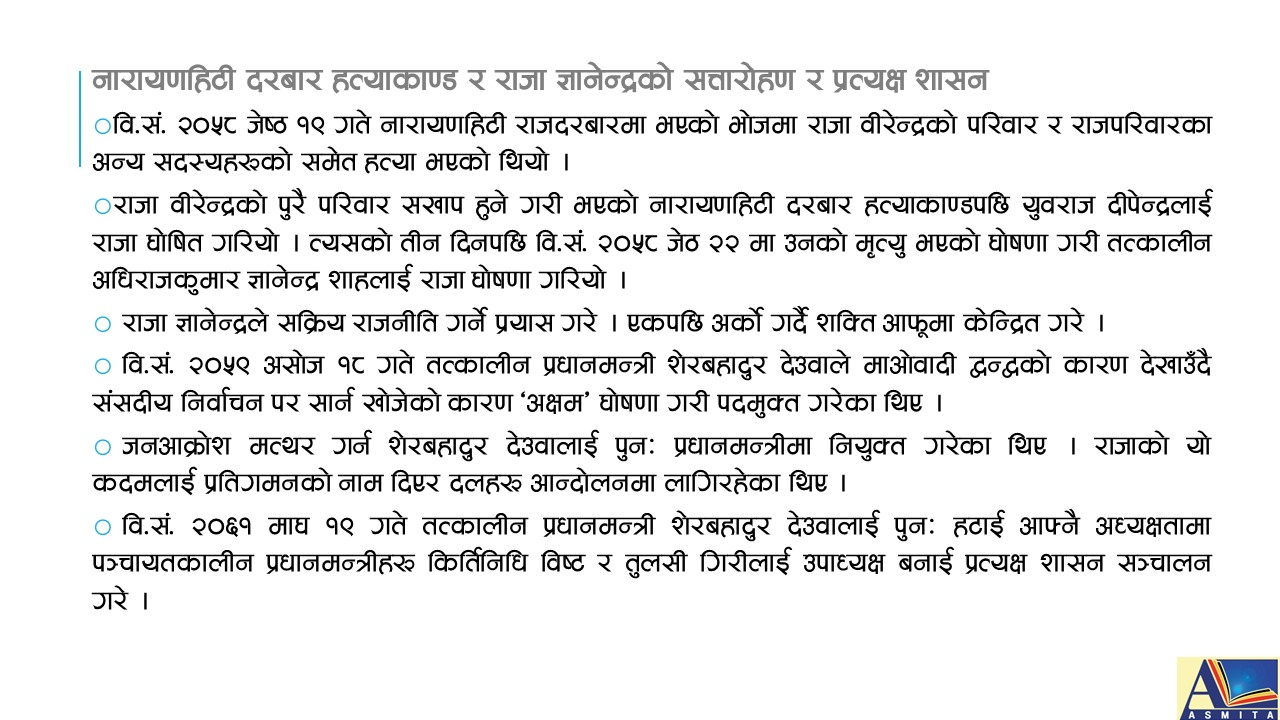 नारायणहिटी दरबार हत्याकाण्ड र राजा ज्ञानेन्द्रको सत्तारोहण र प्रत्यक्ष शासन
○वि.सं. २०५८ जेष्ठ १९ गते नारायणहिटी राजदरबारमा भएको भोजमा राजा वीरेन्द्रको परिवार र राजपरिवारका
अन्य सदस्यहरुको समेत हत्या भएको थियो ।
○राजा वीरेन्द्रको पुरै परिवार सखाप हुने गरी भएको नारायणहिटी दरबार हत्याकाण्डपछि युवराज दीपेन्द्रलाई
राजा घोषित गरियो । त्यसको तीन दिनपछि वि.सं. २०५८ जेठ २२ मा उनको मृत्यु भएको घोषणा गरी तत्कालीन
अधिराजकुमार ज्ञानेन्द्र शाहलाई राजा घोषणा गरियो ।
○ राजा ज्ञानेन्द्रले सक्रिय राजनीति गर्ने प्रयास गरे । एकपछि अर्को गर्दै शक्ति आफूमा केन्द्रित गरे ।
○ वि.सं. २०५९ असोज १८ गते तत्कालीन प्रधानमन्त्री शेरबहादुर देउवाले माओवादी द्वन्द्वको कारण देखाउँदै
संसदीय निर्वाचन पर सार्न खोजेको कारण ‘अक्षम’ घोषणा गरी पदमुक्त गरेका थिए ।
○ जनआक्रोश मत्थर गर्न शेरबहादुर देउवालाई पुनः प्रधानमन्त्रीमा नियुक्त गरेका थिए । राजाको यो
कदमलाई प्रतिगमनको नाम दिएर दलहरु आन्दोलनमा लागिरहेका थिए ।
○ वि.सं. २०६१ माघ १९ गते तत्कालीन प्रधानमन्त्री शेरबहादुर देउवालाई पुनः हटाई आफ्नै अध्यक्षतामा
पञ्चायतकालीन प्रधानमन्त्रीहरु किर्तिनिधि विष्ट र तुलसी गिरीलाई उपाध्यक्ष बनाई प्रत्यक्ष शासन सञ्चालन
गरे ।
ASMITA